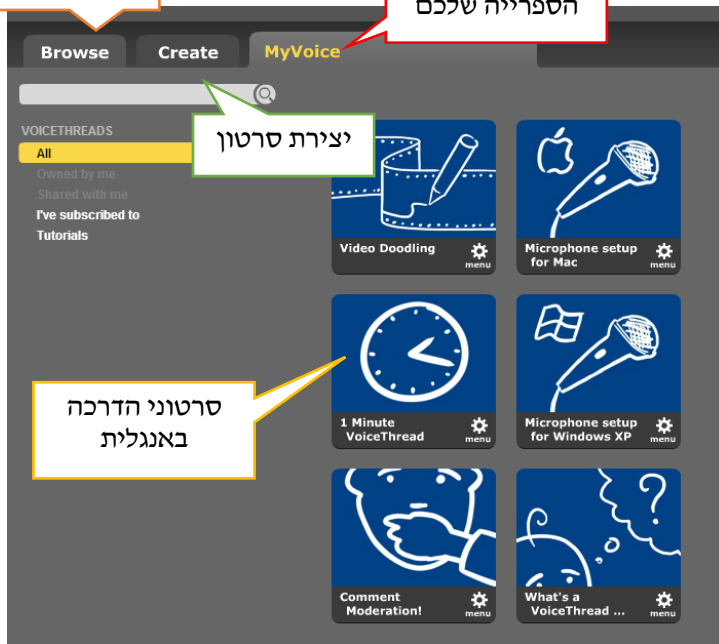 הספרייה שלכם
Browse
Create
MyVoice
יצירת סרטון
VOICETHREADS
All
Owned by me
Shared with me
I've subscribed to
Tutorials
Video Doodling
menu
Microphone setup
for Mac
menu
סרטוני הדרכה
באנגלית
1 Minute
VoiceThread
menu
Microphone setup
for Windows XP
menu
Comment
Moderation!
menu
What's a
VoiceThread ...
menu